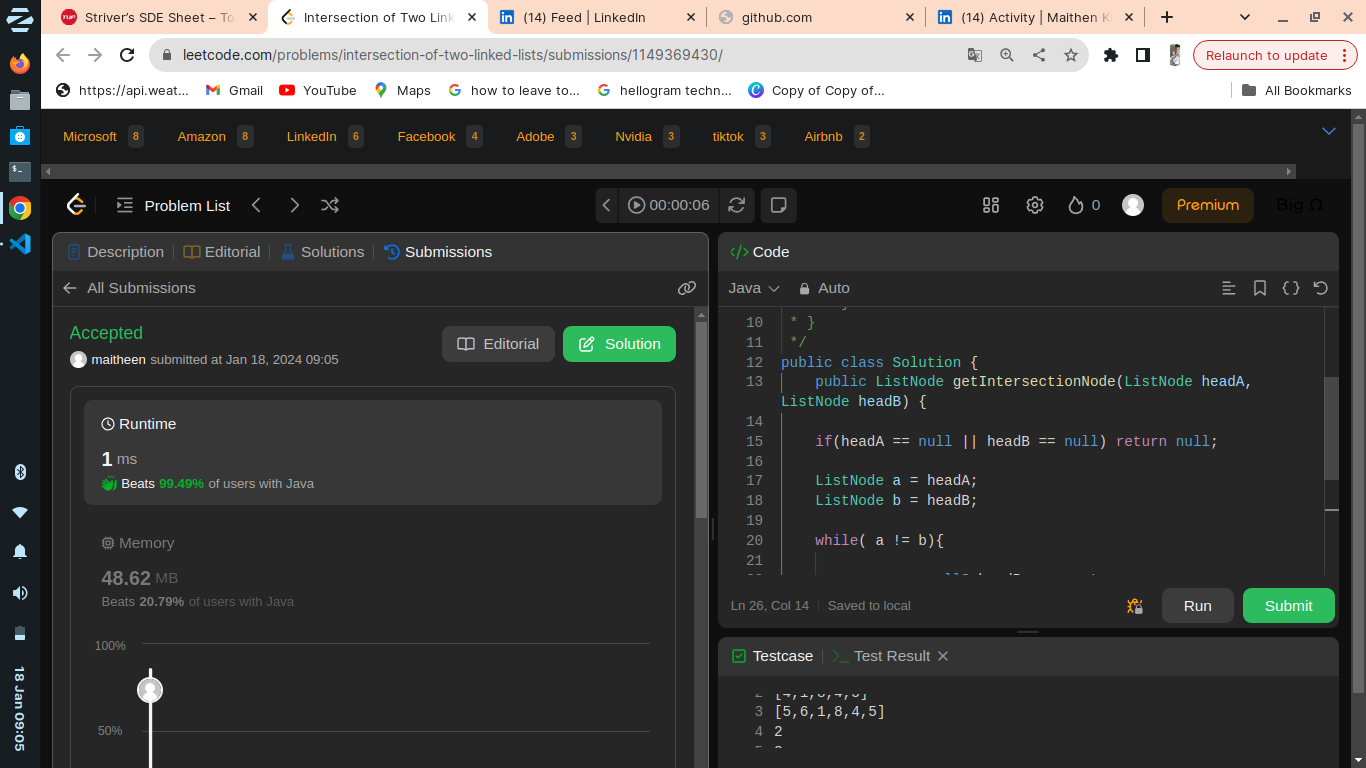 Striver's SDE Sheet – To
Intersection of Two Link
(14) Feed | LinkedIn
github.com
(14) Activity | Maithen K
leetcode.com/problems/intersection-of-two-linked-lists/submissions/1149369430/
Relaunch to update
https://api.weat...
Gmail
YouTube
Maps
how to leave to...
hellogram techn...
Copy of Copy of...
All Bookmarks
Microsoft 8
Amazon 8
LinkedIn 6
Facebook 4
Adobe 3
Nvidia 3
tiktok 3
Airbnb 2
Problem List
00:00:06
0
Premium
Big Ω
Description
Editorial
Solutions
Submissions
All Submissions
Accepted
maitheen submitted at Jan 18, 2024 09:05
Editorial
Solution
Runtime
1 ms
Beats 99.49% of users with Java
Memory
48.62 MB
Beats 20.79% of users with Java
100%
50%
Code
Java
Auto
10 * }
11 */
12 public class Solution {
13 public ListNode getIntersectionNode(ListNode headA,
ListNode headB) {
14
15 if(headA == null || headB == null) return null;
16
17 ListNode a = headA;
18 ListNode b = headB;
19
20 while( a != b){
21
Ln 26, Col 14
Saved to local
Run
Submit
Testcase
Test Result
3 [5,6,1,8,4,5]
4 2
18 Jan 09:05